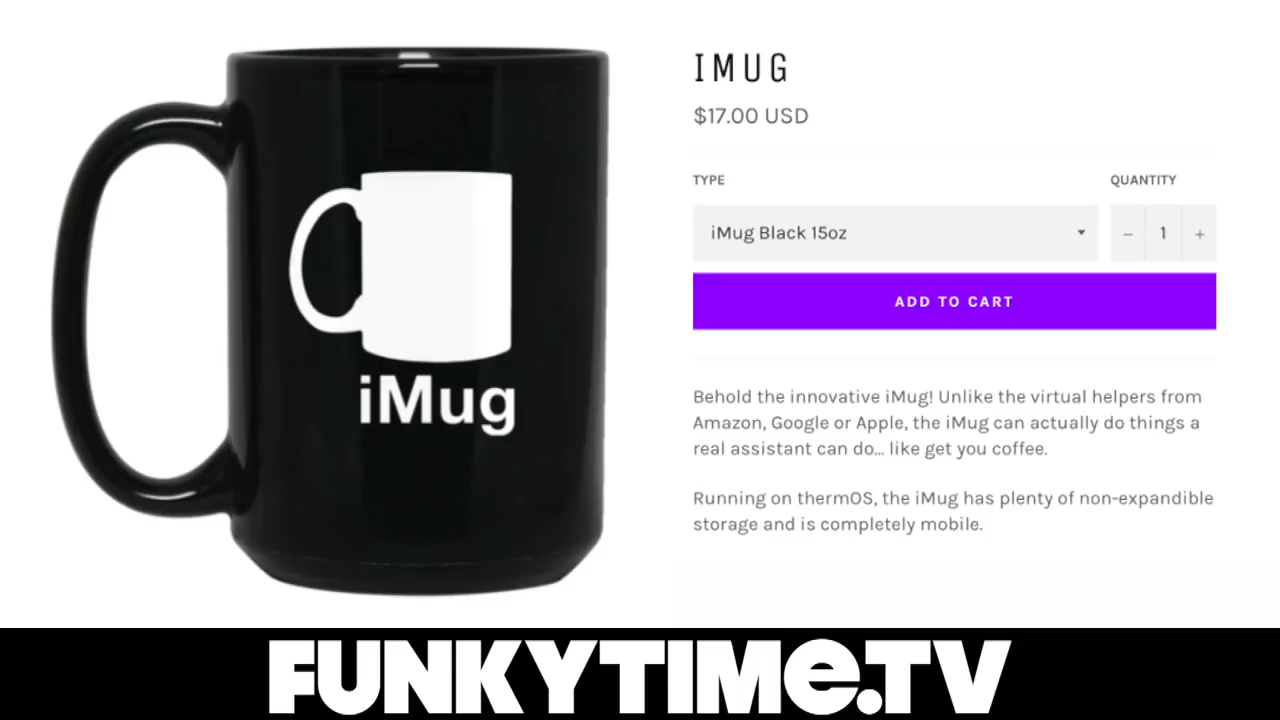 iMug
IMUG
$17.00 USD
TYPE
QUANTITY
iMug Black 15oz
− 1 +
ADD TO CART
Behold the innovative iMug! Unlike the virtual helpers from
Amazon, Google or Apple, the iMug can actually do things a
real assistant can do... like get you coffee.
Running on thermOS, the iMug has plenty of non-expandible
storage and is completely mobile.
FUNKYTIMe.TV